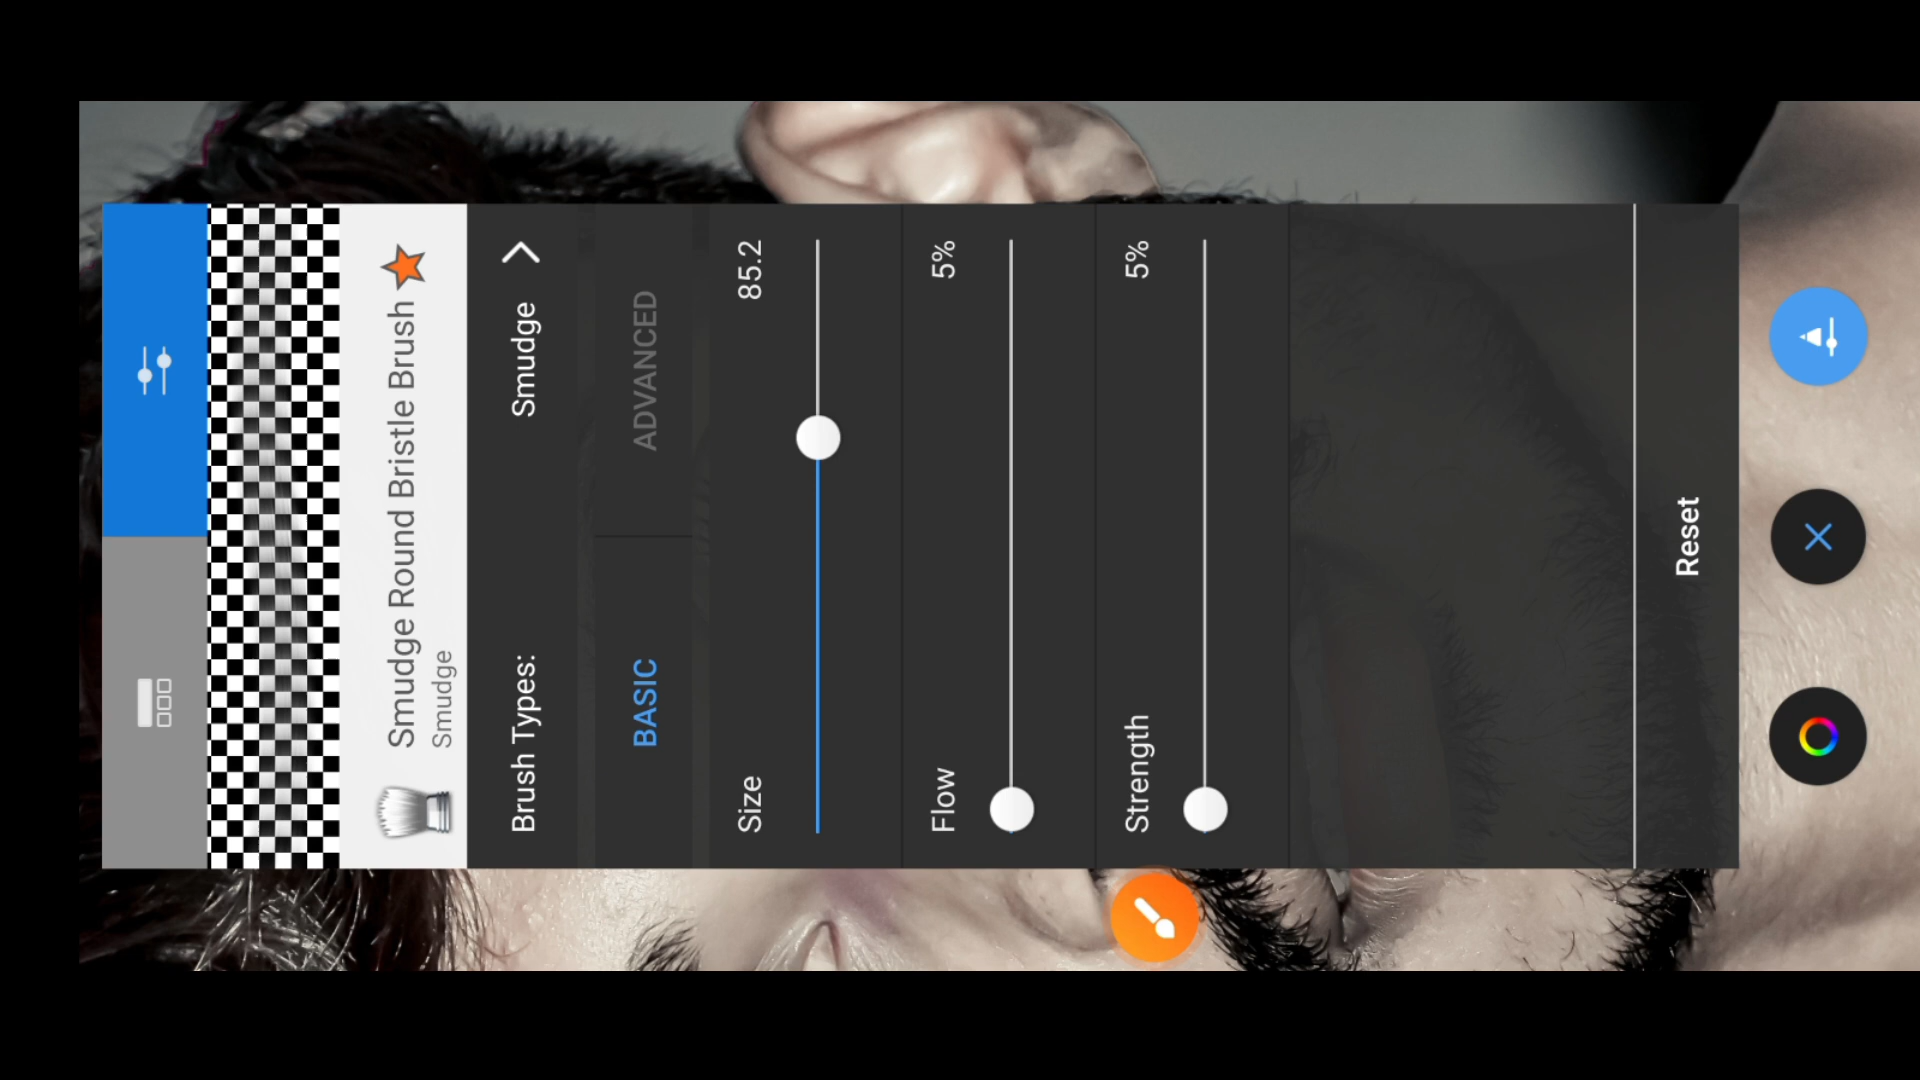 Smudge Round Bristle Brush
Smudge
Brush Types:
Smudge
BASIC
ADVANCED
Size
85.2
Flow
5%
Strength
5%
Reset